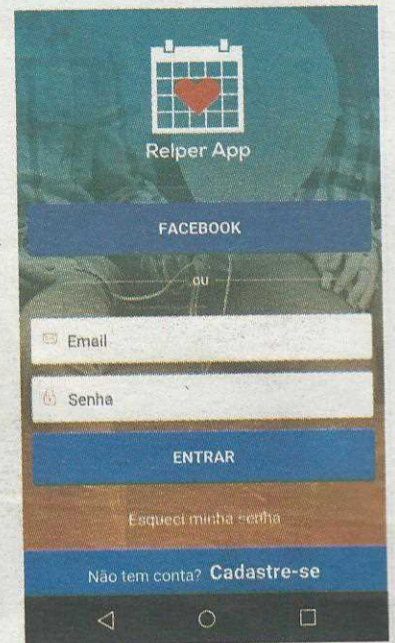 Relper App
FACEBOOK
ou
Email
Senha
ENTRAR
Esqueci minha senha
Não tem conta? Cadastre-se